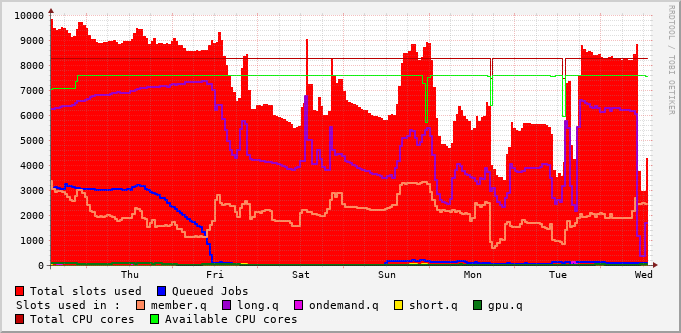 10000
9000
8000
7000
6000
5000
4000
3000
2000
1000
0
Thu Fri Sat Sun Mon Tue Wed
RRDTOOL / TOBI OETIKER
Total slots used Queued Jobs
Slots used in : member.q long.q ondemand.q short.q gpu.q
Total CPU cores Available CPU cores